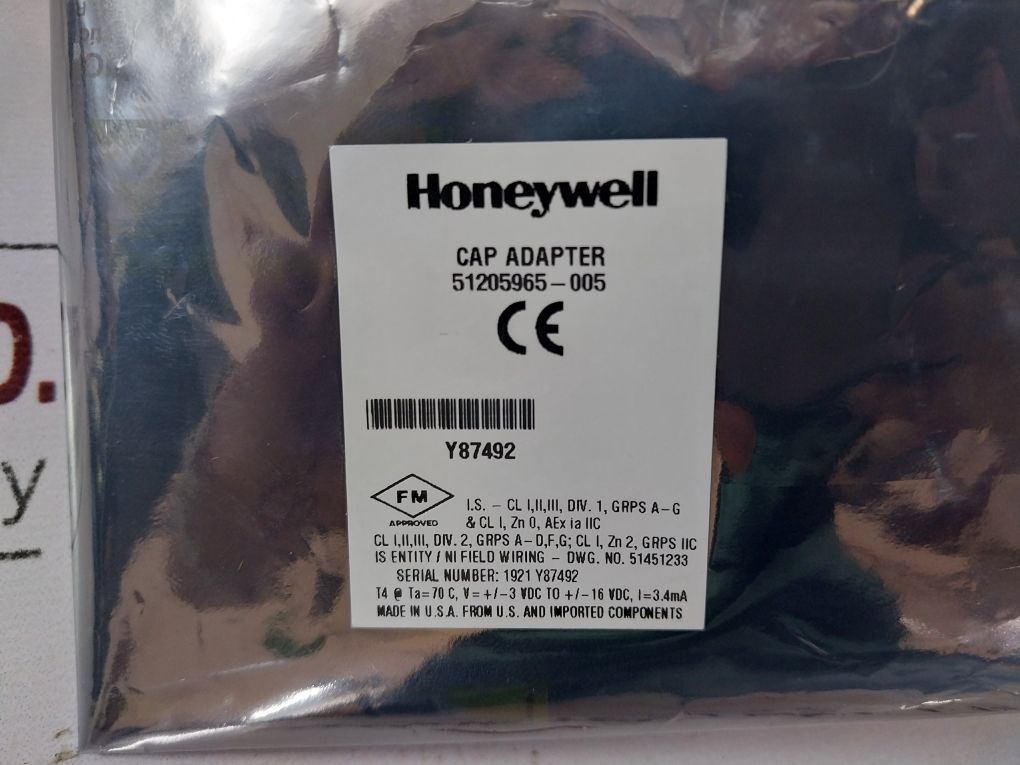 Honeywell
CAP ADAPTER
51205965-005
CE
Y87492
FM
APPROVED
I.S. - CL I,II,III, DIV. 1, GRPS A-G
& CL I, Zn 0, AEx ia IIC
CL I,II,III, DIV. 2, GRPS A-D,F,G; CL I, Zn 2, GRPS IIC
IS ENTITY / NI FIELD WIRING - DWG. NO. 51451233
SERIAL NUMBER: 1921 Y87492
T4 @ Ta=70 C, V=+/-3 VDC TO +/-16 VDC, I=3.4mA
MADE IN U.S.A. FROM U.S. AND IMPORTED COMPONENTS